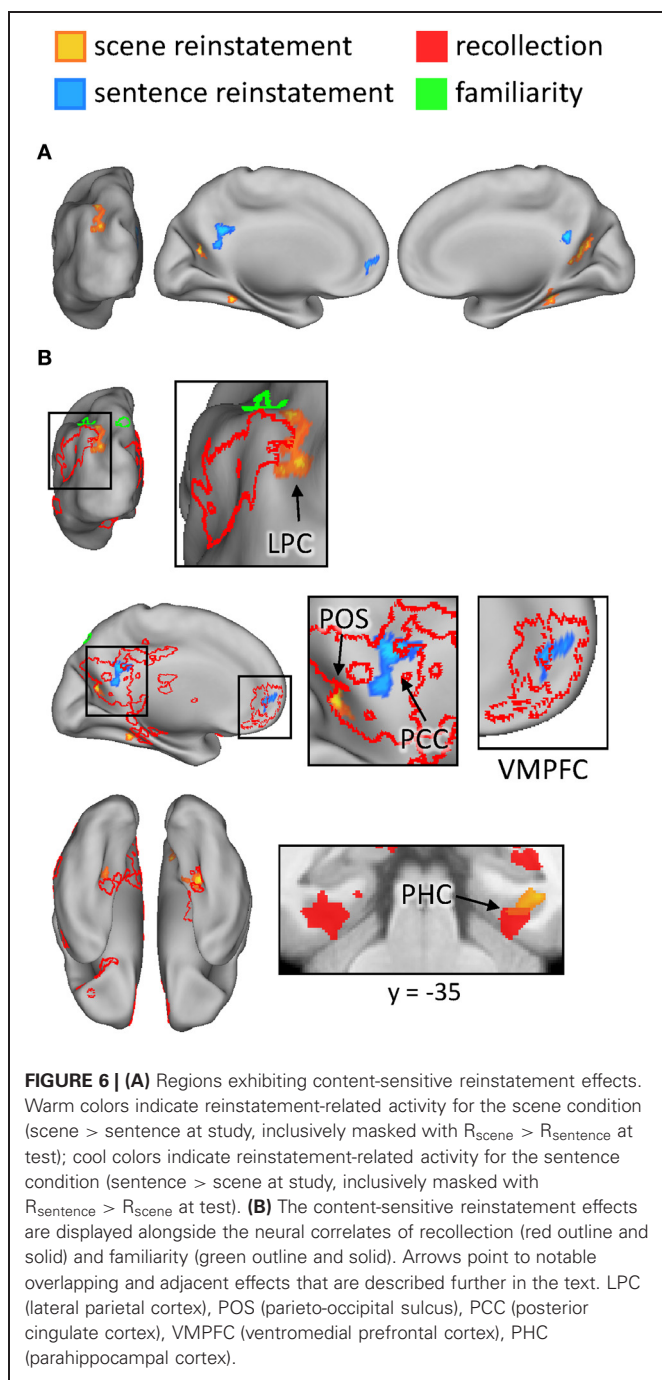 scene reinstatement
recollection
sentence reinstatement
familiarity
A
B
LPC
POS
PCC
VMPFC
PHC
y = -35
FIGURE 6 | (A) Regions exhibiting content-sensitive reinstatement effects.
Warm colors indicate reinstatement-related activity for the scene condition
(scene > sentence at study, inclusively masked with Rscene > Rsentence at
test); cool colors indicate reinstatement-related activity for the sentence
condition (sentence > scene at study, inclusively masked with
Rsentence > Rscene at test). (B) The content-sensitive reinstatement effects
are displayed alongside the neural correlates of recollection (red outline and
solid) and familiarity (green outline and solid). Arrows point to notable
overlapping and adjacent effects that are described further in the text. LPC
(lateral parietal cortex), POS (parieto-occipital sulcus), PCC (posterior
cingulate cortex), VMPFC (ventromedial prefrontal cortex), PHC
(parahippocampal cortex).